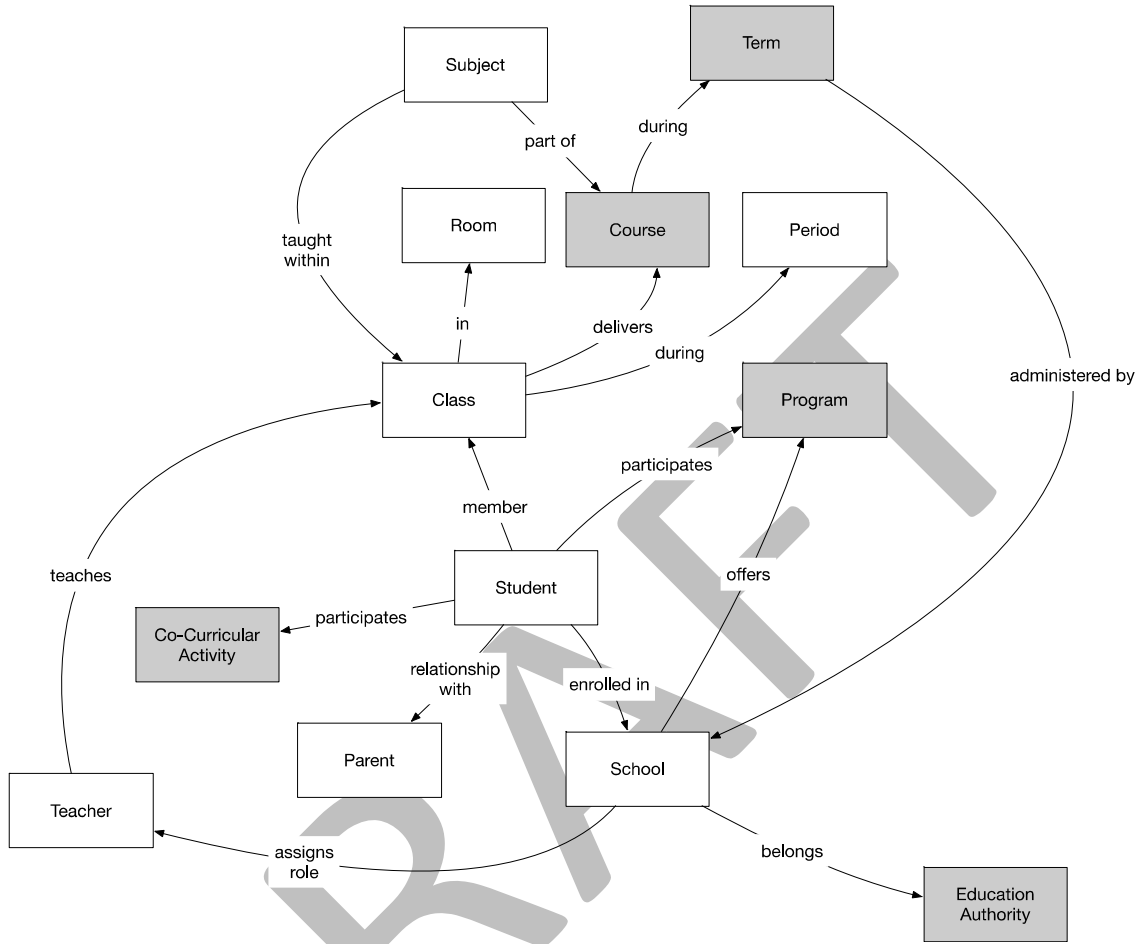 Term
Subject
during
part of
Room
Course
Period
taught
within
in
delivers
during
administered by
Class
Program
participates
member
offers
teaches
Student
participates
Co-Curricular
Activity
relationship
with
enrolled in
Parent
School
Teacher
assigns
role
belongs
Education
Authority
DRAFT